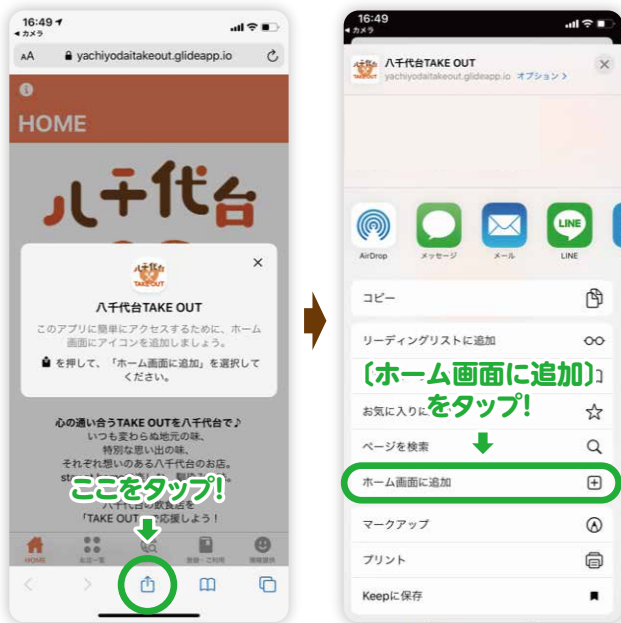 16:49
カメラ
AA yachiyodaitakeout.glideapp.io
HOME
八千代台
八千代台
TAKE OUT
八千代台TAKE OUT
このアプリに簡単にアクセスするために、ホーム
画面にアイコンを追加しましょう。
を押して、「ホーム画面に追加」を選択して
ください。
心の通い合うTAKE OUTを八千代台で♪
いつも変わらぬ地元の味、
特別な思い出の味、
それぞれ想いのある八千代台のお店。
ここをタップ!
八千代台の飲食店を
「TAKE OUT」で応援しよう!
HOME
16:49
カメラ
八千代台
TAKE OUT
八千代台TAKE OUT
yachiyodaitakeout.glideapp.io オプション >
LINE
AirDrop メッセージ メール LINE
コピー
リーディングリストに追加
〔ホーム画面に追加〕
をタップ!
お気に入りに
ページを検索
ホーム画面に追加
マークアップ
プリント
Keepに保存